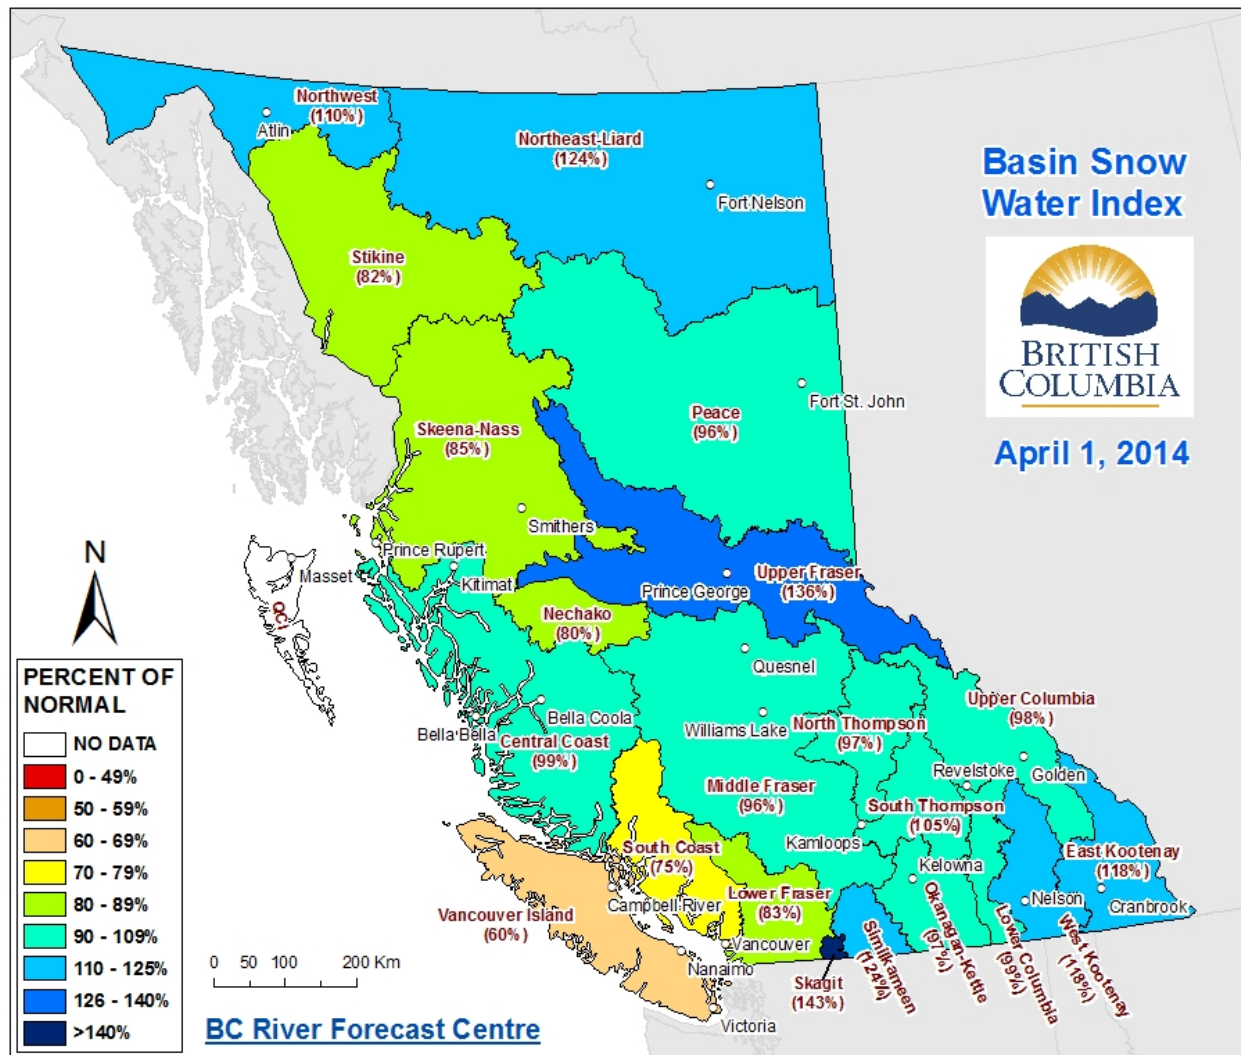 Northwest
(110%)
Atlin
Northeast-Liard
(124%)
Fort Nelson
Basin Snow
Water Index
BRITISH
COLUMBIA
April 1, 2014
Stikine
(82%)
Fort St. John
Peace
(96%)
Skeena-Nass
(85%)
Smithers
N
Prince Rupert
Masset
Kitimat
Upper Fraser
(136%)
Prince George
QCI
Nechako
(80%)
Quesnel
PERCENT OF
NORMAL
NO DATA
0 - 49%
50 - 59%
60 - 69%
70 - 79%
80 - 89%
90 - 109%
110 - 125%
126 - 140%
>140%
Upper Columbia
(98%)
Bella Coola
Bella Bella
Williams Lake
North Thompson
(97%)
Central Coast
(99%)
Revelstoke
Golden
Middle Fraser
(96%)
South Thompson
(105%)
Kamloops
South Coast
(75%)
East Kootenay
(118%)
Kelowna
Lower Fraser
(83%)
Campbell River
Nelson
Cranbrook
Vancouver Island
(60%)
Vancouver
Nanaimo
Victoria
Skagit
(143%)
Similkameen
(124%)
Okanagan-Kettle
(97%)
Lower Columbia
(99%)
West Kootenay
(118%)
0 50 100 200 Km
BC River Forecast Centre